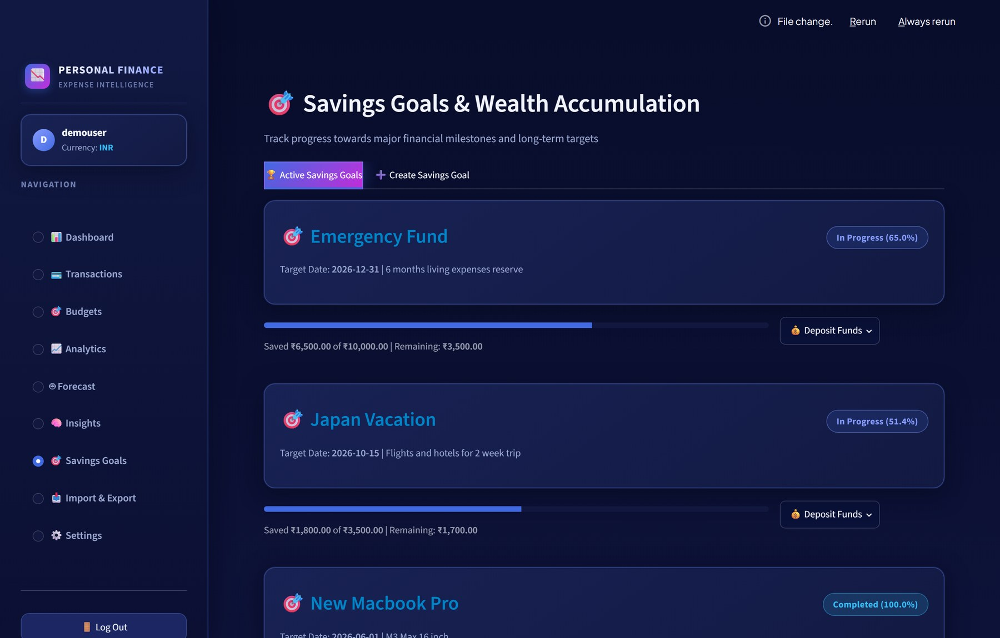 File change.
Rerun
Always rerun
PERSONAL FINANCE
EXPENSE INTELLIGENCE
D
demouser
Currency: INR
NAVIGATION
Dashboard
Transactions
Budgets
Analytics
Forecast
Insights
Savings Goals
Import & Export
Settings
Log Out
Savings Goals & Wealth Accumulation
Track progress towards major financial milestones and long-term targets
Active Savings Goals
Create Savings Goal
Emergency Fund
In Progress (65.0%)
Target Date: 2026-12-31 | 6 months living expenses reserve
Deposit Funds
Saved ₹6,500.00 of ₹10,000.00 | Remaining: ₹3,500.00
Japan Vacation
In Progress (51.4%)
Target Date: 2026-10-15 | Flights and hotels for 2 week trip
Deposit Funds
Saved ₹1,800.00 of ₹3,500.00 | Remaining: ₹1,700.00
New Macbook Pro
Completed (100.0%)
Target Date: 2026-06-01 | M3 Max 16 inch